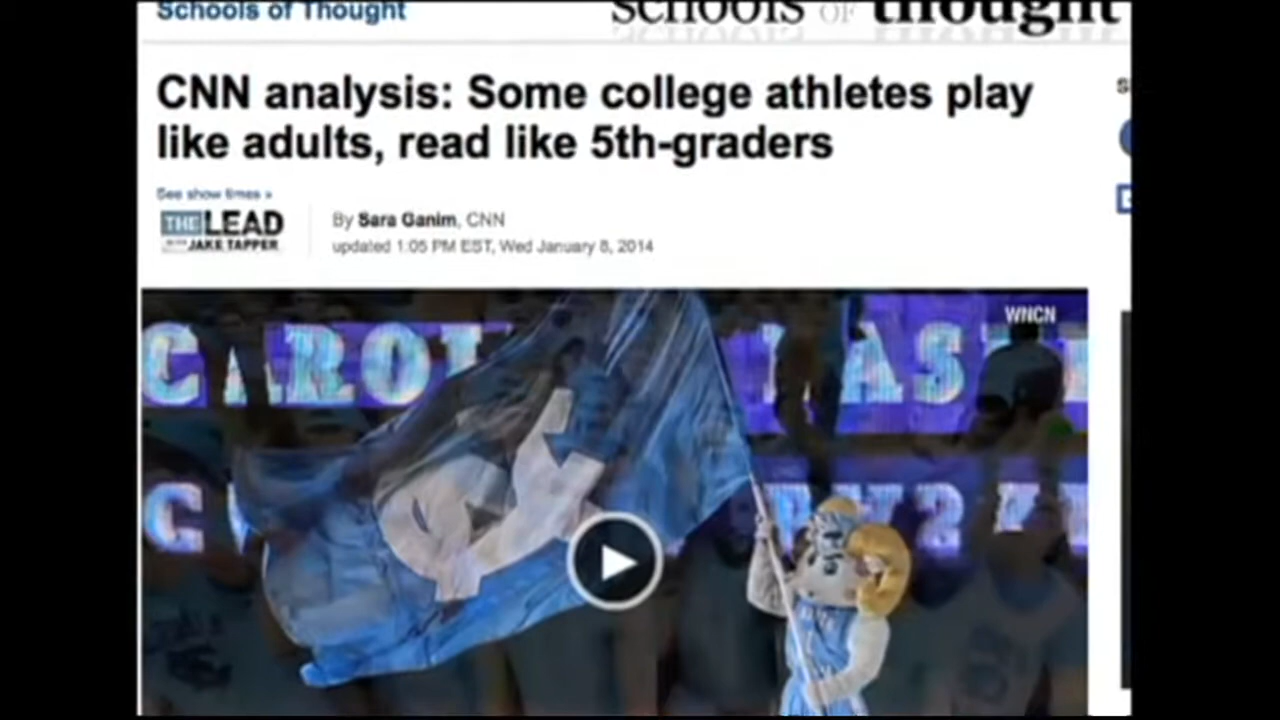 Schools of Thought
schools OF thought
CNN analysis: Some college athletes play
like adults, read like 5th-graders
See show times »
THE LEAD
JAKE TAPPER
By Sara Ganim, CNN
updated 1:05 PM EST, Wed January 8, 2014
WNCN